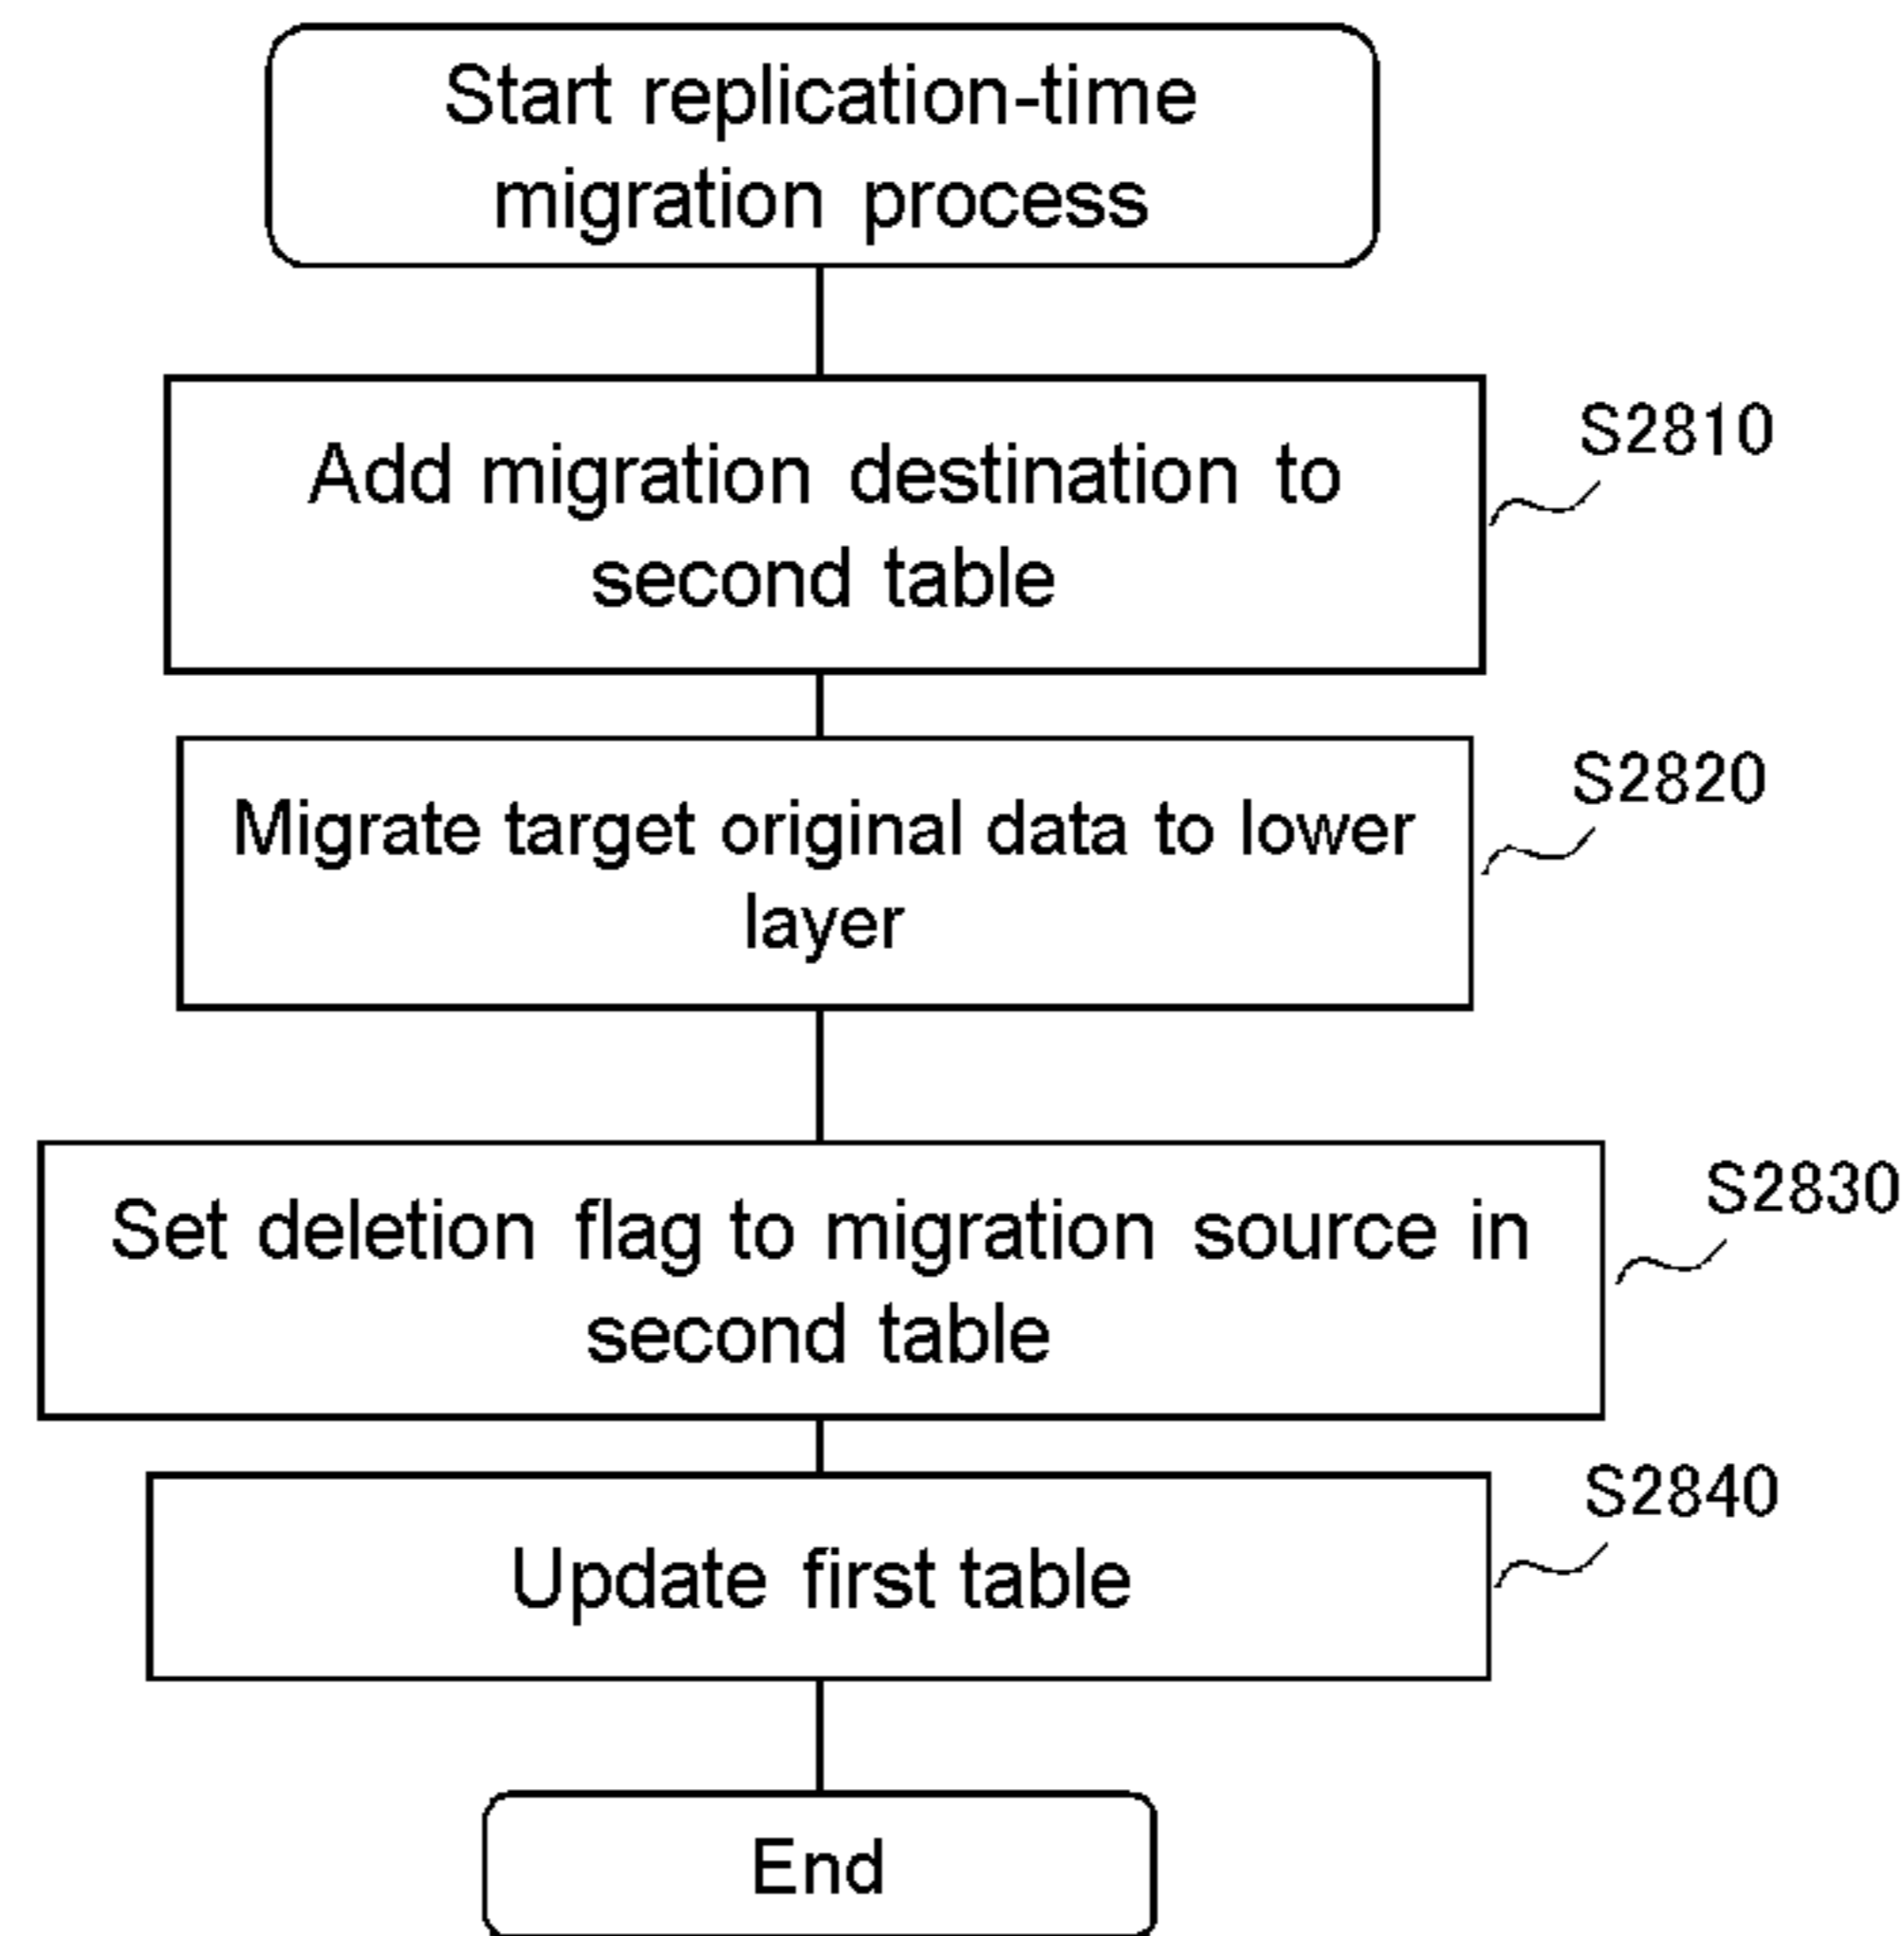 Start replication-time
migration process
Add migration destination to
second table
S2810
Migrate target original data to lower
layer
S2820
Set deletion flag to migration source in
second table
S2830
Update first table
S2840
End